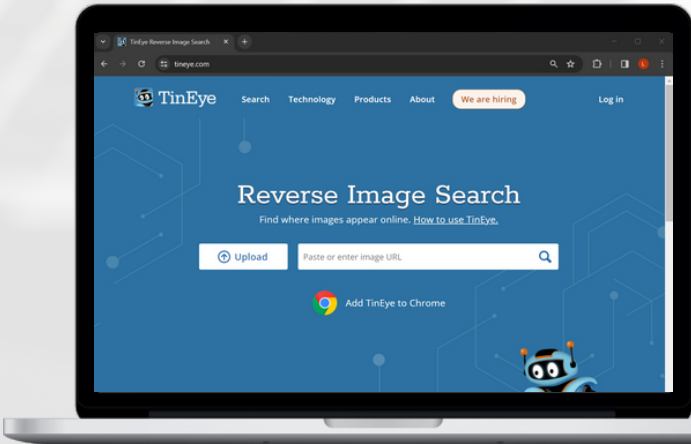 TinEye Reverse Image Search
tineye.com
TinEye Search Technology Products About We are hiring Log in
Reverse Image Search
Find where images appear online. How to use TinEye.
Upload Paste or enter image URL
Add TinEye to Chrome